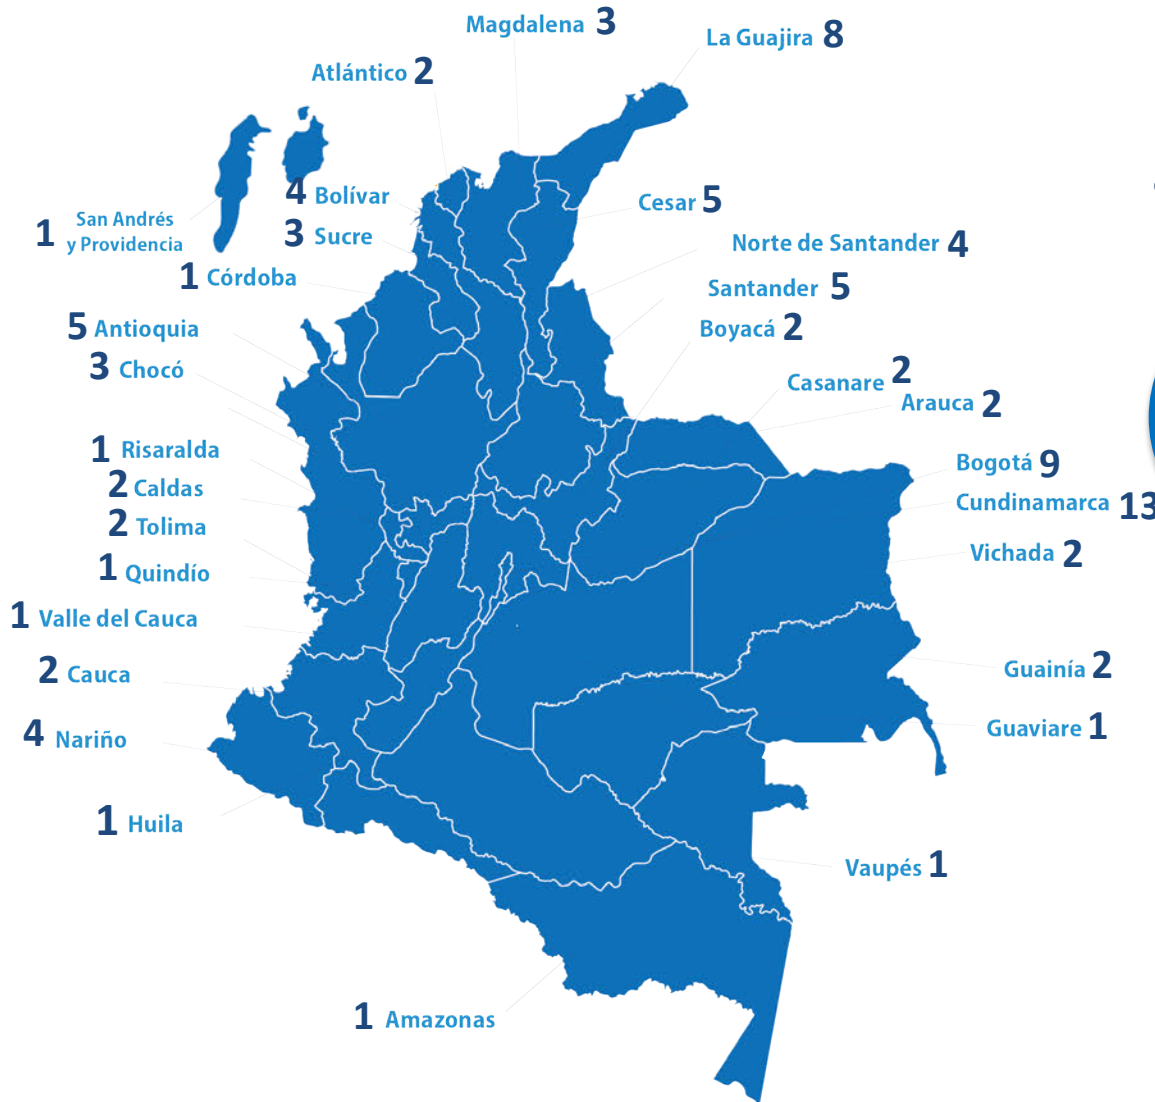 Magdalena 3
La Guajira 8
Atlántico 2
4 Bolívar
Cesar 5
1 San Andrés
y Providencia
3 Sucre
Norte de Santander 4
1 Córdoba
Santander 5
5 Antioquia
Boyacá 2
3 Chocó
Casanare 2
Arauca 2
1 Risaralda
Bogotá 9
2 Caldas
Cundinamarca 13
2 Tolima
Vichada 2
1 Quindío
1 Valle del Cauca
2 Cauca
Guainía 2
4 Nariño
Guaviare 1
1 Huila
Vaupés 1
1 Amazonas